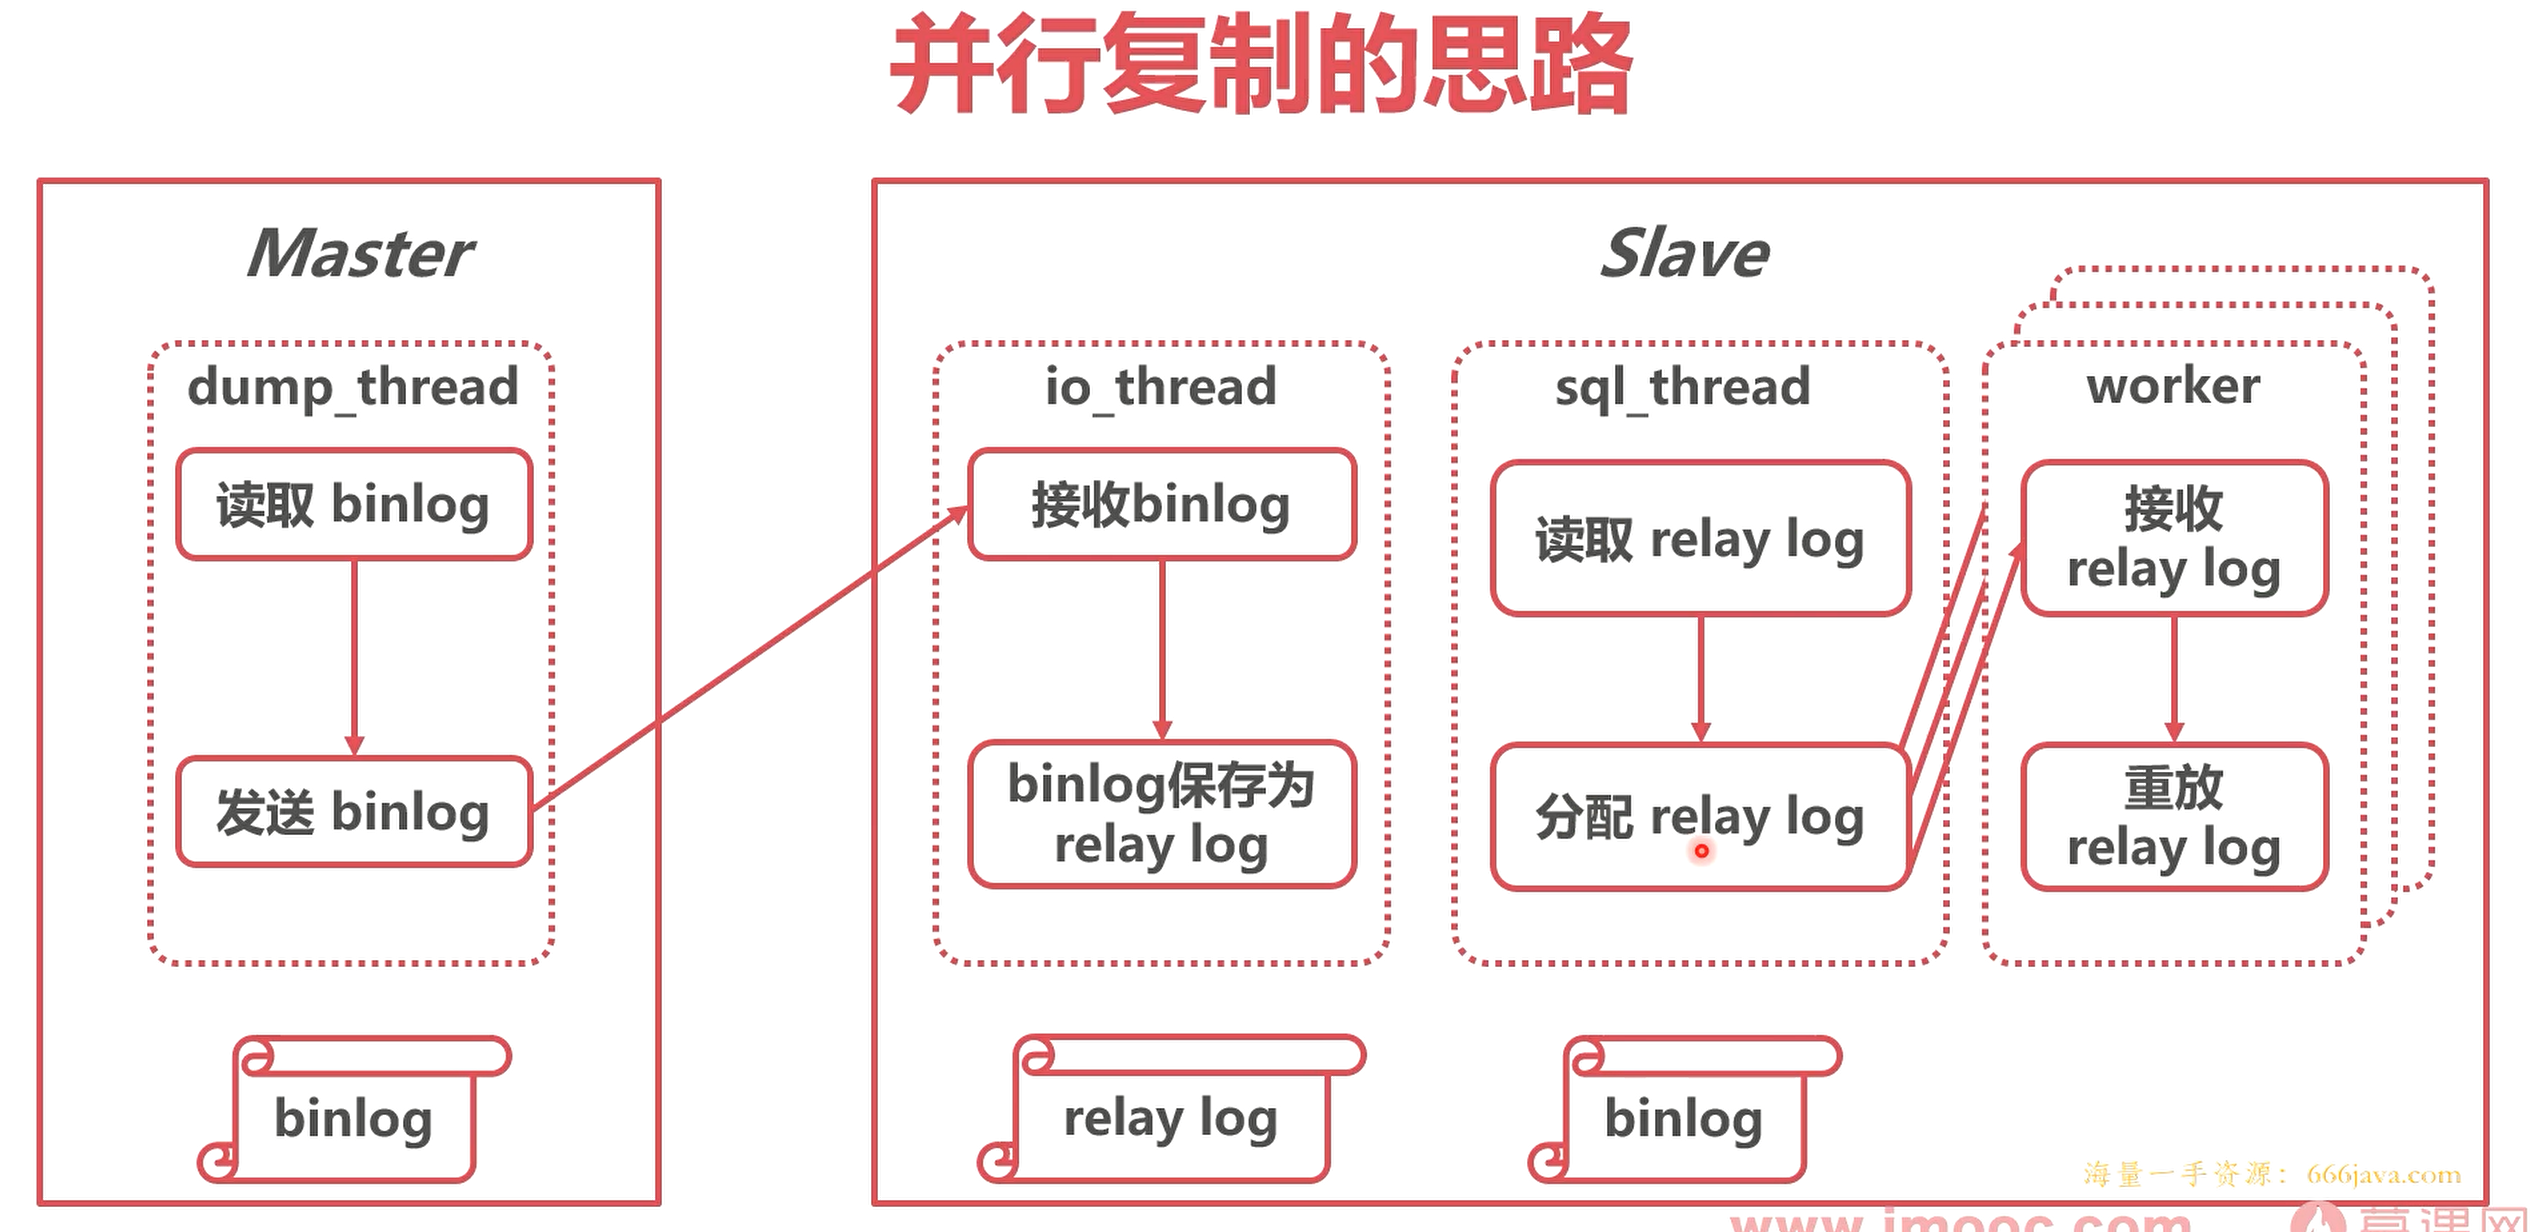 并行复制的思路
Master
dump_thread
读取 binlog
发送 binlog
binlog
Slave
io_thread
接收binlog
binlog保存为
relay log
relay log
sql_thread
读取 relay log
分配 relay log
binlog
worker
接收
relay log
重放
relay log
海量一手资源：666java.com
www.imooc.com
慕课网